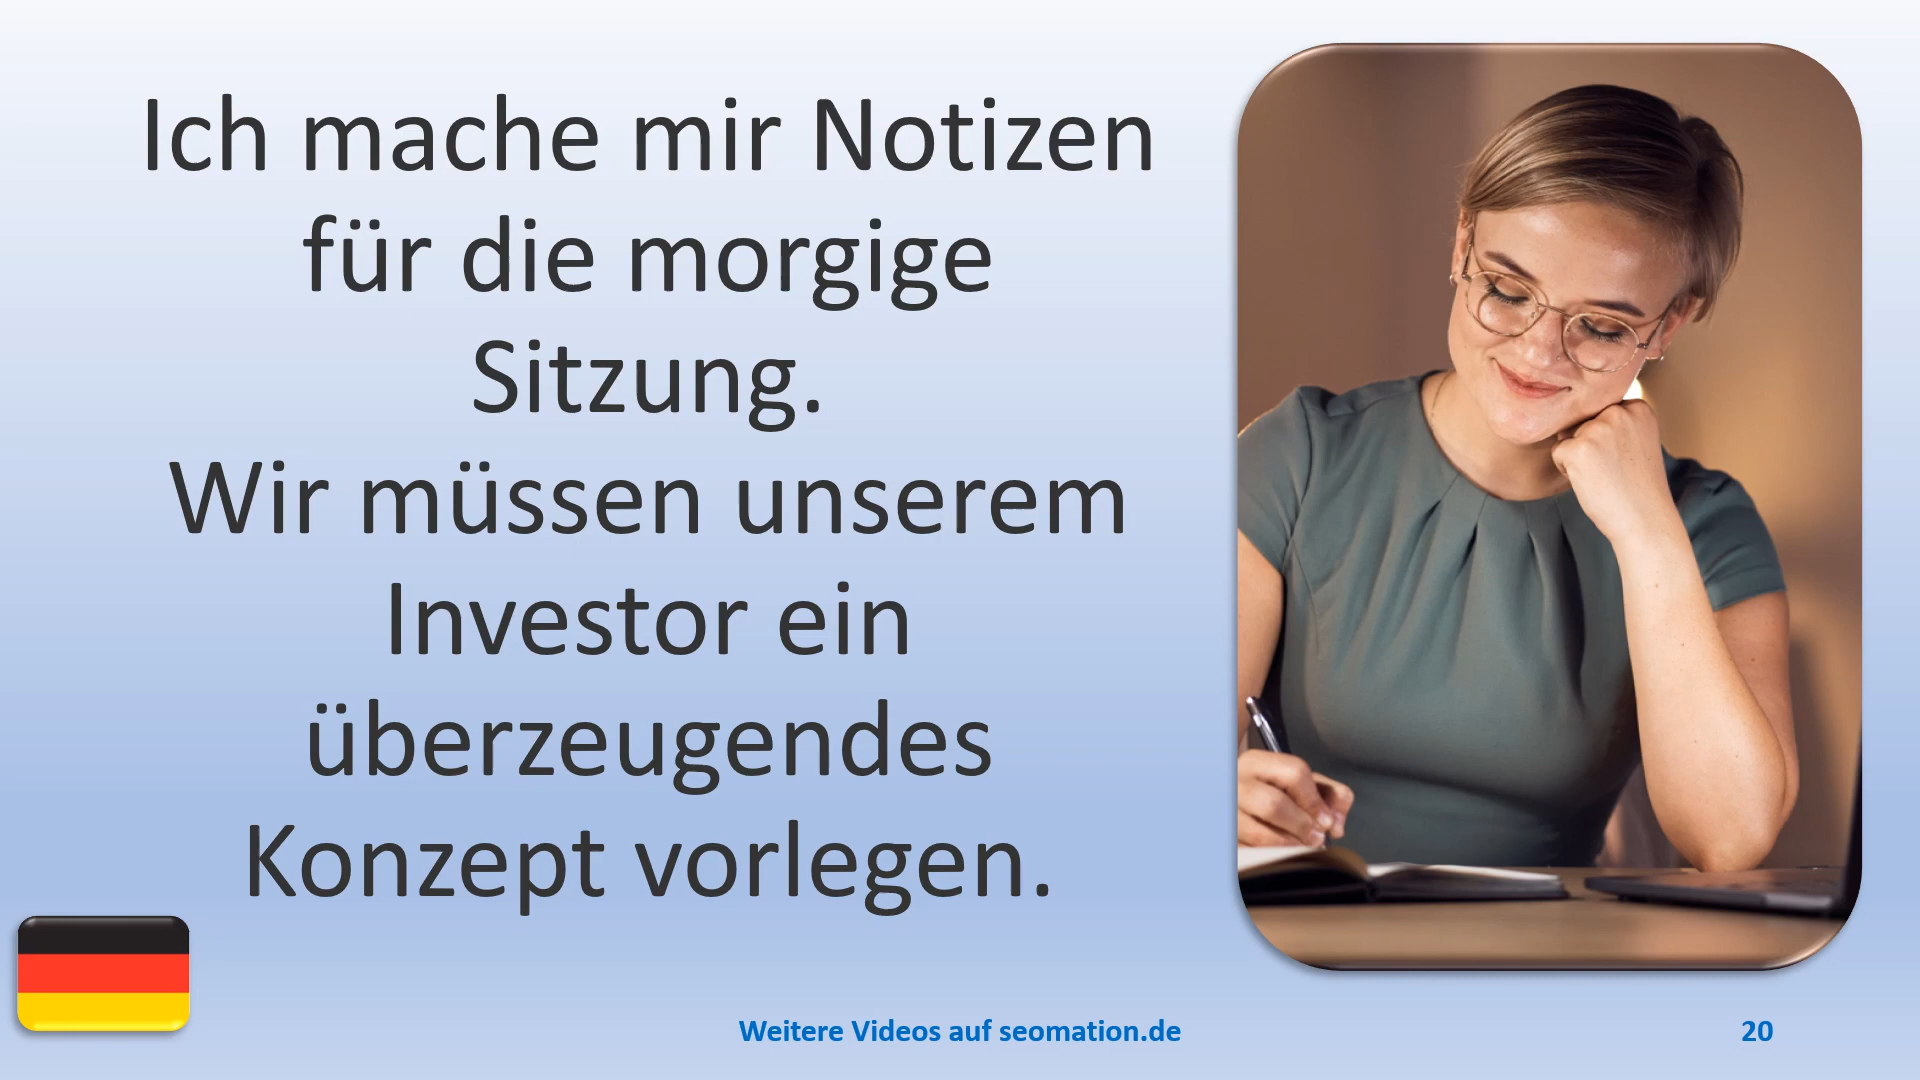 Ich mache mir Notizen
für die morgige
Sitzung.
Wir müssen unserem
Investor ein
überzeugendes
Konzept vorlegen.
Weitere Videos auf seomation.de
20